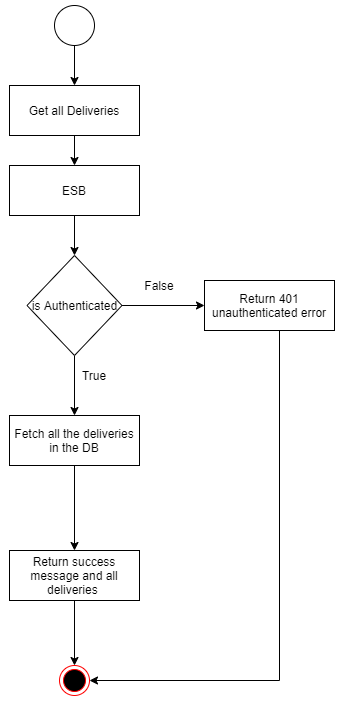 Get all Deliveries
ESB
is Authenticated
False
Return 401
unauthenticated error
True
Fetch all the deliveries
in the DB
Return success
message and all
deliveries